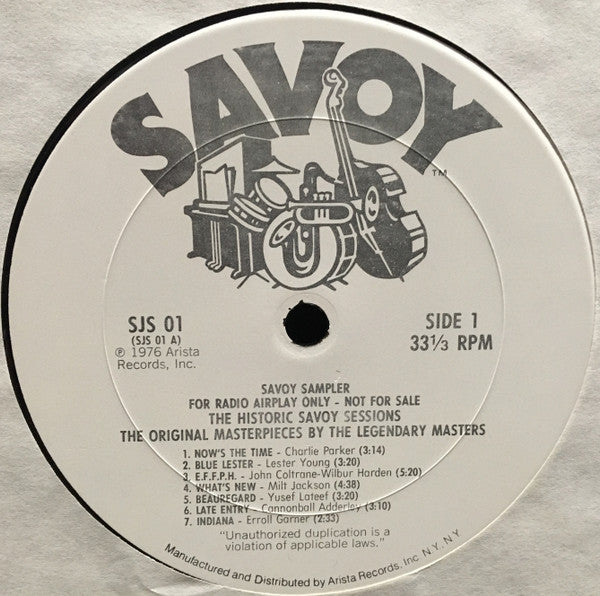 SAVOY
TM
SJS 01
(SJS 01 A)
℗ 1976 Arista
Records, Inc.
SIDE 1
33⅓ RPM
SAVOY SAMPLER
FOR RADIO AIRPLAY ONLY - NOT FOR SALE
THE HISTORIC SAVOY SESSIONS
THE ORIGINAL MASTERPIECES BY THE LEGENDARY MASTERS
1. NOW'S THE TIME - Charlie Parker (3:14)
2. BLUE LESTER - Lester Young (3:20)
3. E.F.F.P.H. - John Coltrane-Wilbur Harden (5:20)
4. WHAT'S NEW - Milt Jackson (4:38)
5. BEAUREGARD - Yusef Lateef (3:20)
6. LATE ENTRY - Cannonball Adderley (3:10)
7. INDIANA - Erroll Garner (2:33)
"Unauthorized duplication is a
violation of applicable laws."
Manufactured and Distributed by Arista Records, Inc. N.Y., N.Y.